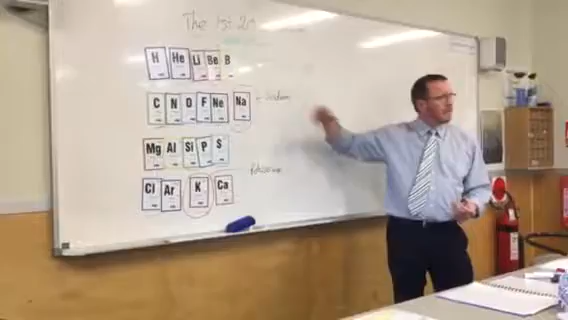 The 1st 20
H He Li Be B
C N O F Ne Na
Mg Al Si P S
Cl Ar K Ca